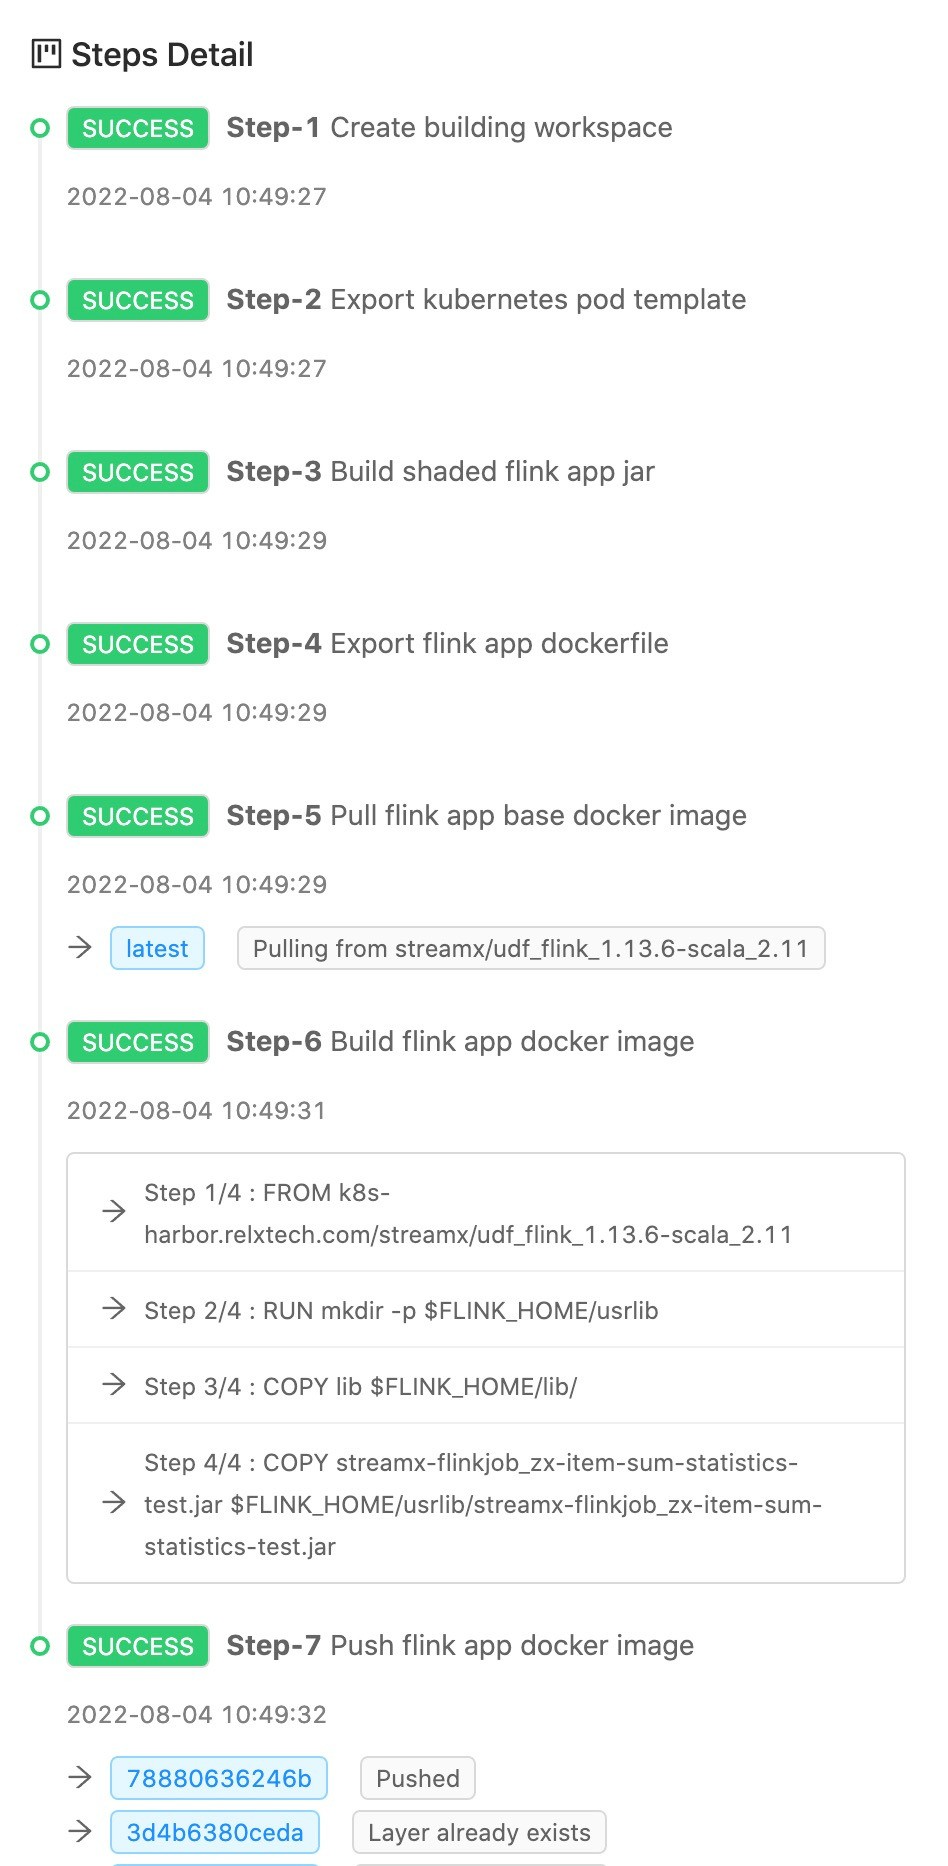 Steps Detail
SUCCESS Step-1 Create building workspace
2022-08-04 10:49:27
SUCCESS Step-2 Export kubernetes pod template
2022-08-04 10:49:27
SUCCESS Step-3 Build shaded flink app jar
2022-08-04 10:49:29
SUCCESS Step-4 Export flink app dockerfile
2022-08-04 10:49:29
SUCCESS Step-5 Pull flink app base docker image
2022-08-04 10:49:29
→ latest Pulling from streamx/udf_flink_1.13.6-scala_2.11
SUCCESS Step-6 Build flink app docker image
2022-08-04 10:49:31
→ Step 1/4 : FROM k8s-
harbor.relxtech.com/streamx/udf_flink_1.13.6-scala_2.11
→ Step 2/4 : RUN mkdir -p $FLINK_HOME/usrlib
→ Step 3/4 : COPY lib $FLINK_HOME/lib/
→ Step 4/4 : COPY streamx-flinkjob_zx-item-sum-statistics-
test.jar $FLINK_HOME/usrlib/streamx-flinkjob_zx-item-sum-
statistics-test.jar
SUCCESS Step-7 Push flink app docker image
2022-08-04 10:49:32
→ 78880636246b Pushed
→ 3d4b6380ceda Layer already exists